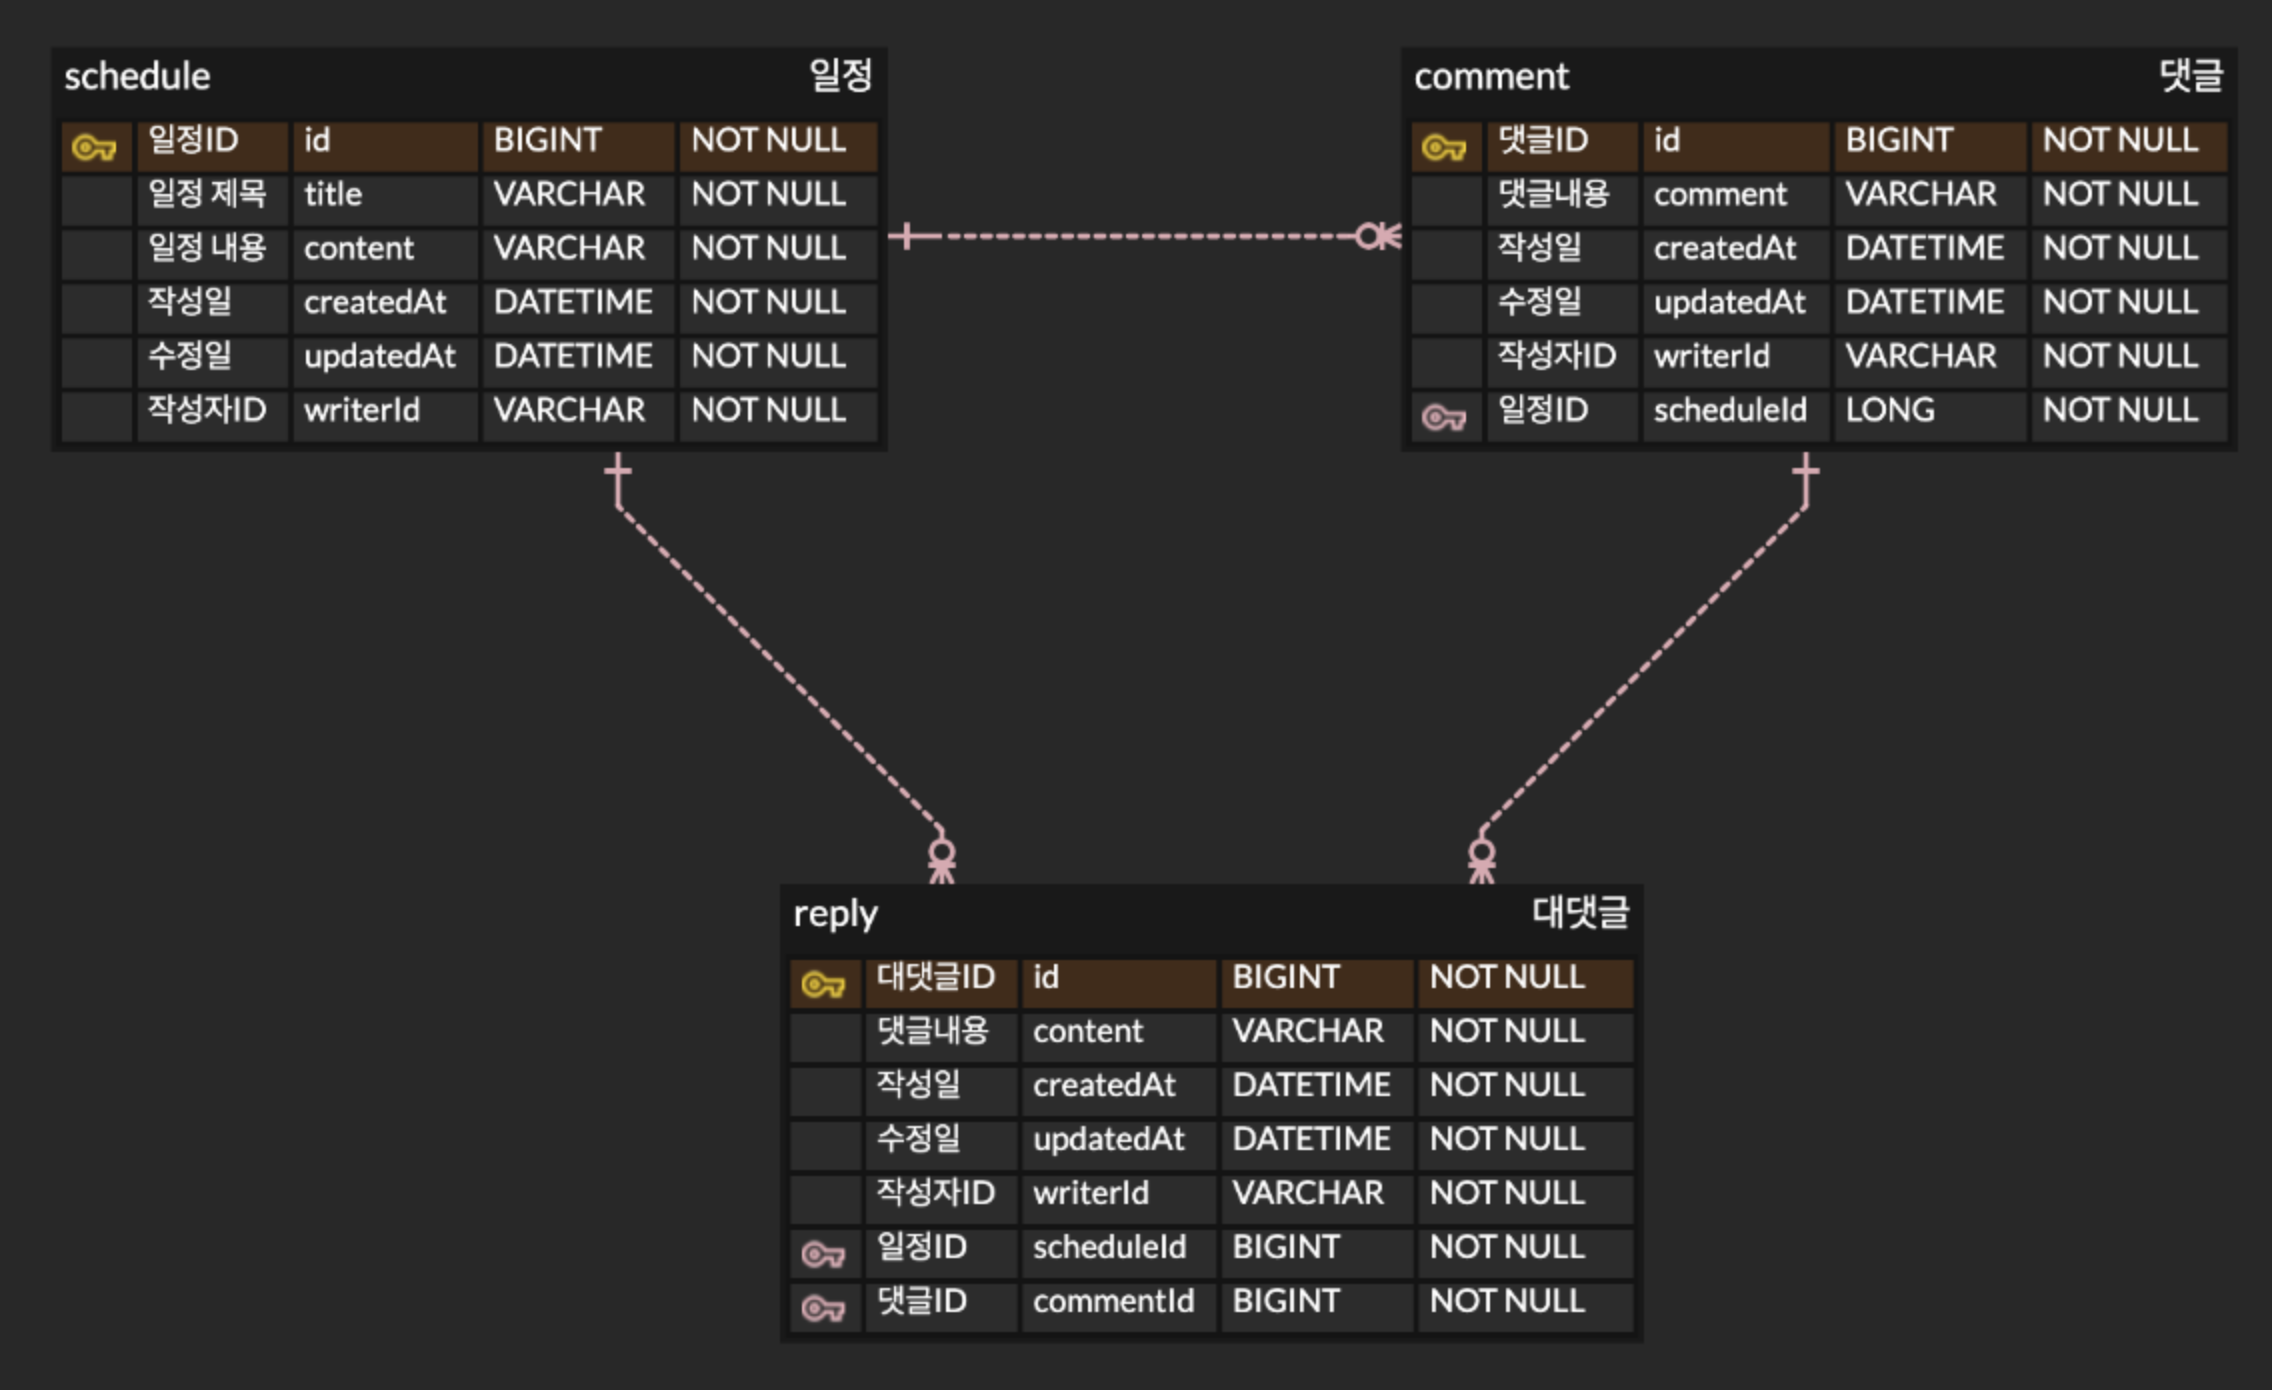 schedule 일정
일정ID id BIGINT NOT NULL
일정 제목 title VARCHAR NOT NULL
일정 내용 content VARCHAR NOT NULL
작성일 createdAt DATETIME NOT NULL
수정일 updatedAt DATETIME NOT NULL
작성자ID writerId VARCHAR NOT NULL
comment 댓글
댓글ID id BIGINT NOT NULL
댓글내용 comment VARCHAR NOT NULL
작성일 createdAt DATETIME NOT NULL
수정일 updatedAt DATETIME NOT NULL
작성자ID writerId VARCHAR NOT NULL
일정ID scheduleId LONG NOT NULL
reply 대댓글
대댓글ID id BIGINT NOT NULL
댓글내용 content VARCHAR NOT NULL
작성일 createdAt DATETIME NOT NULL
수정일 updatedAt DATETIME NOT NULL
작성자ID writerId VARCHAR NOT NULL
일정ID scheduleId BIGINT NOT NULL
댓글ID commentId BIGINT NOT NULL